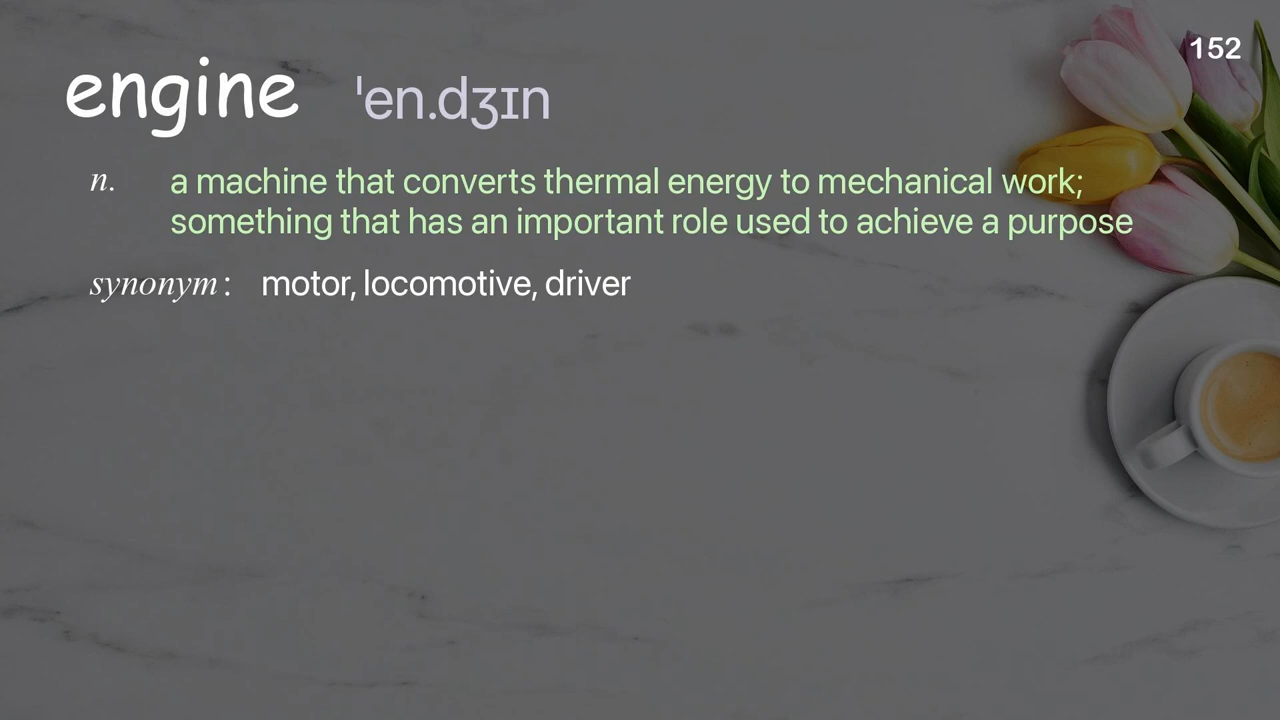 152
engine ˈen.dʒɪn
n. a machine that converts thermal energy to mechanical work;
something that has an important role used to achieve a purpose
synonym: motor, locomotive, driver